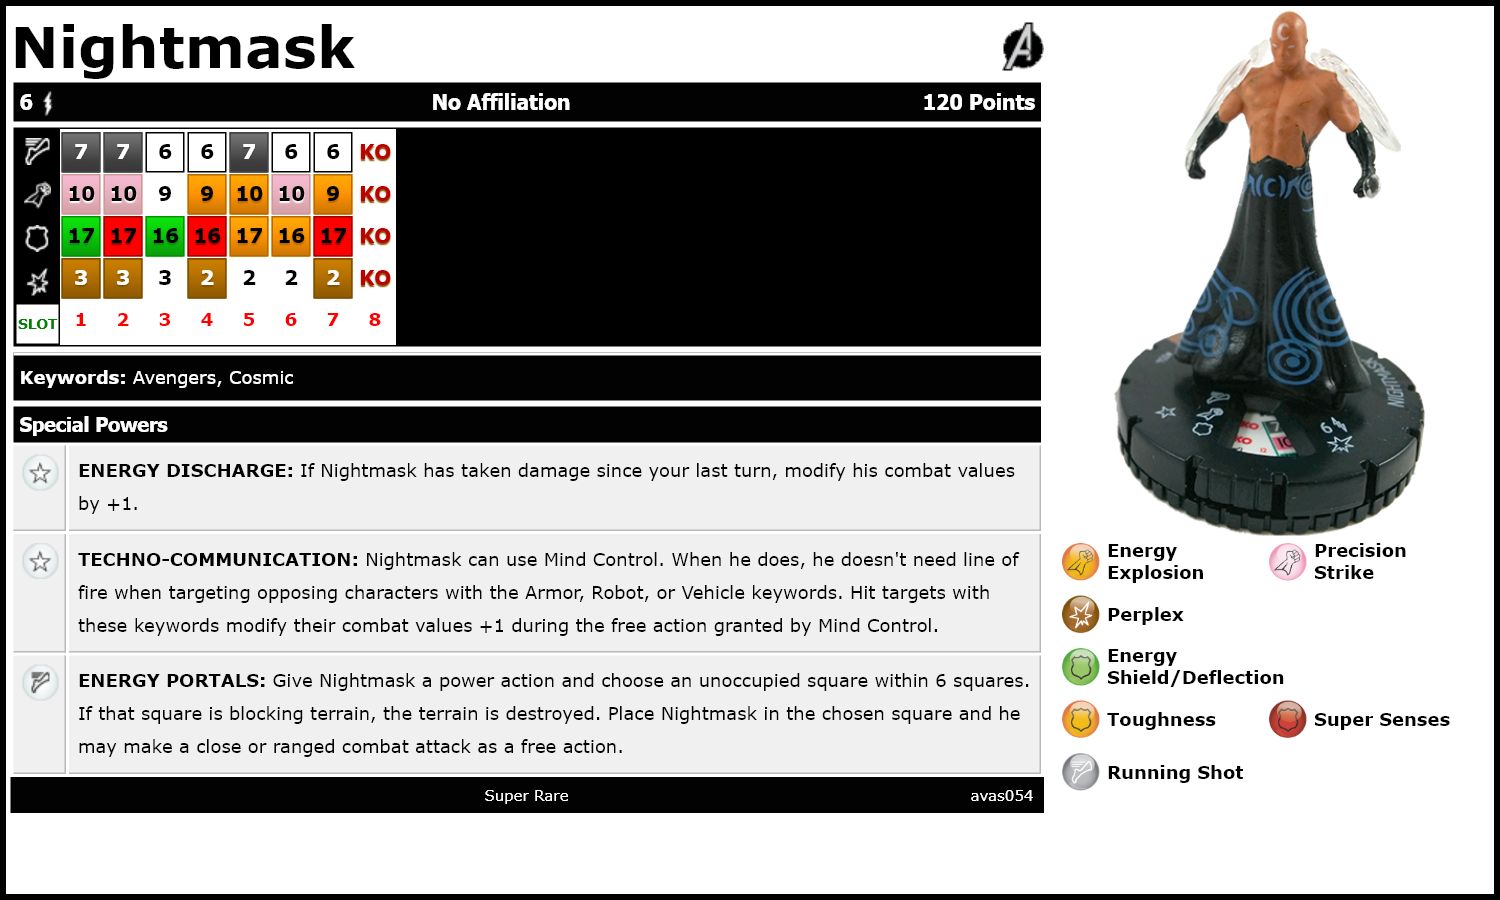 Nightmask
6 No Affiliation 120 Points
7 7 6 6 7 6 6 KO
10 10 9 9 10 10 9 KO
17 17 16 16 17 16 17 KO
3 3 3 2 2 2 2 KO
SLOT 1 2 3 4 5 6 7 8
Keywords: Avengers, Cosmic
Special Powers
ENERGY DISCHARGE: If Nightmask has taken damage since your last turn, modify his combat values
by +1.
TECHNO-COMMUNICATION: Nightmask can use Mind Control. When he does, he doesn't need line of
fire when targeting opposing characters with the Armor, Robot, or Vehicle keywords. Hit targets with
these keywords modify their combat values +1 during the free action granted by Mind Control.
ENERGY PORTALS: Give Nightmask a power action and choose an unoccupied square within 6 squares.
If that square is blocking terrain, the terrain is destroyed. Place Nightmask in the chosen square and he
may make a close or ranged combat attack as a free action.
Super Rare avas054
NIGHTMASK
6
KO 7
KO 10
12
Energy
Explosion
Precision
Strike
Perplex
Energy
Shield/Deflection
Toughness
Super Senses
Running Shot